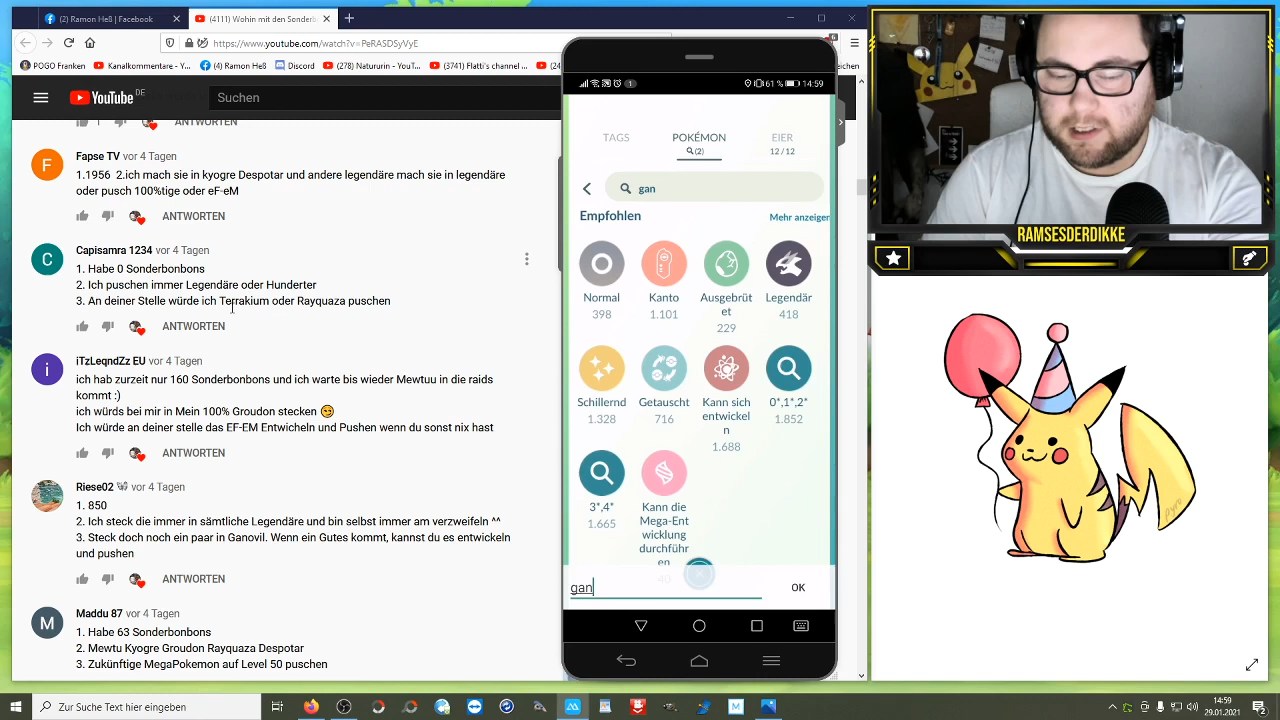 (2) Ramon Heß | Facebook
(4111) Wohin mit den Sonderb
https://www.youtube.com/watch?v=PeRASDSyVyE
POGO Franken
Kanalkommentare - Y...
(4) Ramon Heß
Discord
(278) Natururin - YouT...
(3741) Flatti's channel ...
YouTube DE
Suchen
1 ANTWORTEN
Fapse TV vor 4 Tagen
1.1956 2.ich mach sie in kyogre Despotar und andere legendäre mach sie in legendäre
oder pusch 100%tige oder eF-eM
ANTWORTEN
Capisamra 1234 vor 4 Tagen
1. Habe 0 Sonderbonbons
2. Ich puschen immer Legendäre oder Hunderter
3. An deiner Stelle würde ich Terrakium oder Rayquaza puschen
ANTWORTEN
iTzLeqndZz EU vor 4 Tagen
ich hab zurzeit nur 160 Sonderbonbons und ich warte bis wieder Mewtuu in die raids
kommt :)
ich würds bei mir in Mein 100% Groudon stecken 😏
Ich würde an deiner stelle das EF-EM Entwicheln und Pushen wenn du sonst nix hast
ANTWORTEN
Riese02 vor 4 Tagen
1. 850
2. Ich steck die immer in sämtliche Legendäre und bin selbst immer am verzweifeln ^^
3. Steck doch noch ein paar in Ganovil. Wenn ein Gutes kommt, kannst du es entwickeln
und pushen
ANTWORTEN
Maddu 87 vor 4 Tagen
1. Habe 63 Sonderbonbons
2. Mewtu Kyogre Groudon Rayquaza Despotar
3. Zukünftige MegaPokemon auf Level 50 puschen
61 % 14:59
TAGS
POKÉMON
(2)
EIER
12 / 12
gan
Empfohlen
Mehr anzeigen
Normal
398
Kanto
1.101
Ausgebrüt
et
229
Legendär
418
Schillernd
1.328
Getauscht
716
Kann sich
entwickel
n
1.688
0*,1*,2*
1.852
3*,4*
1.665
Kann die
Mega-Ent
wicklung
durchführ
en
gan
OK
RAMSESDERDIKKE
Zur Suche Text hier eingeben
14:59
29.01.2021
2